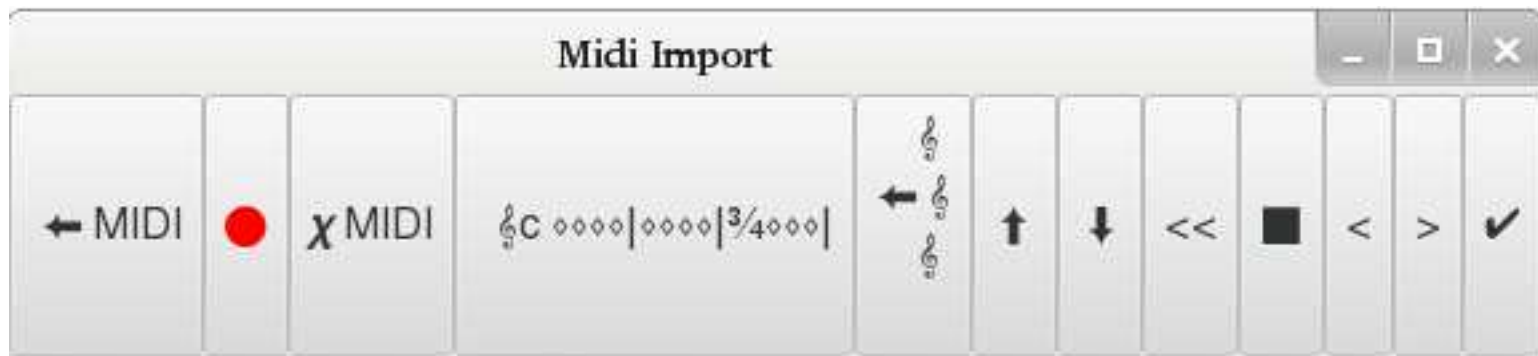 Midi Import
← MIDI ● χ MIDI 𝄞C ⋄⋄⋄⋄|⋄⋄⋄⋄|¾⋄⋄⋄| 𝄞 ← 𝄞 𝄞 ↑ ↓ << ■ < > ✔